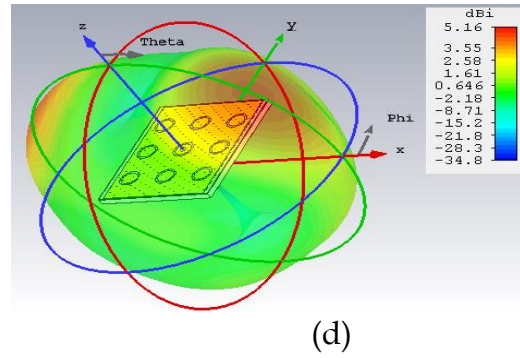 dBi
5.16
3.55
2.58
1.61
0.646
-2.18
-8.71
-15.2
-21.8
-28.3
-34.8
z
Theta
y
Phi
x
(d)